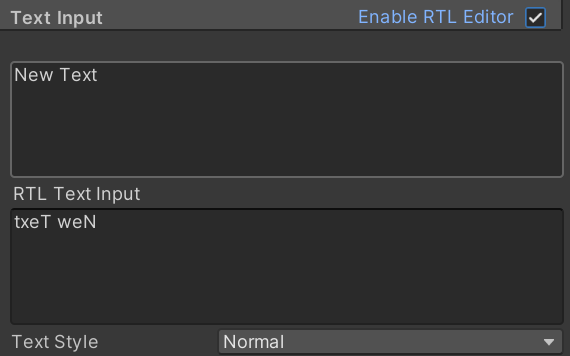 Text Input
Enable RTL Editor
New Text
RTL Text Input
txeT weN
Text Style
Normal